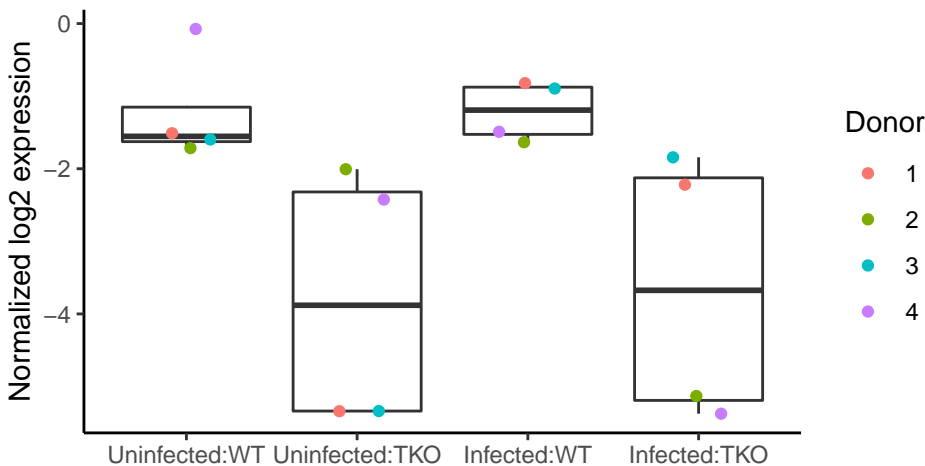 Normalized log2 expression
0
−2
−4
Uninfected:WT Uninfected:TKO Infected:WT Infected:TKO
Donor
1
2
3
4